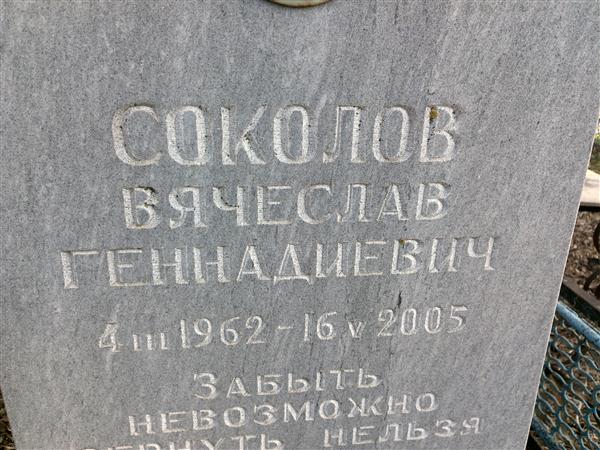 СОКОЛОВ
ВЯЧЕСЛАВ
ГЕННАДИЕВИЧ
4 III 1962 - 16 V 2005
ЗАБЫТЬ
НЕВОЗМОЖНО
ВЕРНУТЬ НЕЛЬЗЯ